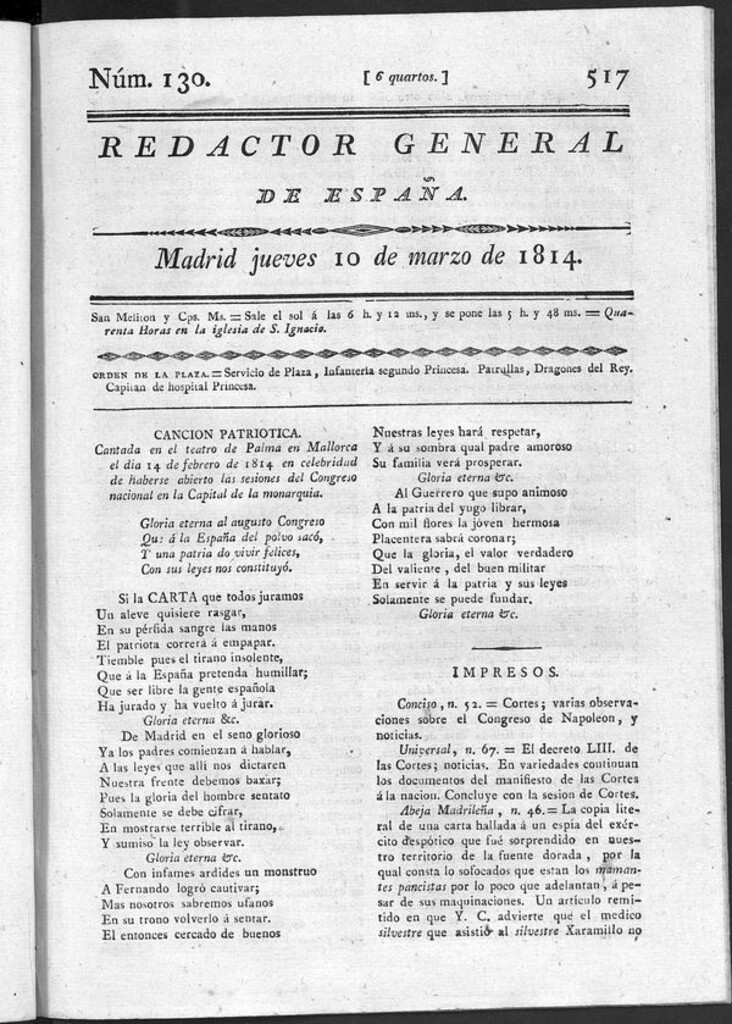 Núm. 130.
[ 6 quartos. ]
517
REDACTOR GENERAL
DE ESPAÑA.
Madrid jueves 10 de marzo de 1814.
San Meliton y Cps. Ms. = Sale el sol á las 6 h. y 12 ms., y se pone las 5 h. y 48 ms. = Qua-
renta Horas en la iglesia de S. Ignacio.
ORDEN DE LA PLAZA. = Servicio de Plaza, Infanteria segundo Princesa. Patrullas, Dragones del Rey.
Capitan de hospital Princesa.
CANCION PATRIOTICA.
Cantada en el teatro de Palma en Mallorca
el dia 14 de febrero de 1814 en celebridad
de haberse abierto las sesiones del Congreso
nacional en la Capital de la monarquia.
Gloria eterna al augusto Congreso
Que á la España del polvo sacó,
Y una patria do vivir felices,
Con sus leyes nos constituyó.
Si la CARTA que todos juramos
Un aleve quisiere rasgar,
En su pérfida sangre las manos
El patriota correrá á empapar.
Tiemble pues el tirano insolente,
Que á la España pretenda humillar;
Que ser libre la gente española
Ha jurado y ha vuelto á jurar.
Gloria eterna &c.
De Madrid en el seno glorioso
Ya los padres comienzan á hablar,
A las leyes que allí nos dictaren
Nuestra frente debemos baxar;
Pues la gloria del hombre sentato
Solamente se debe cifrar,
En mostrarse terrible al tirano,
Y sumiso la ley observar.
Gloria eterna &c.
Con infames ardides un monstruo
A Fernando logró cautivar;
Mas nosotros sabremos ufanos
En su trono volverlo á sentar.
El entonces cercado de buenos
Nuestras leyes hará respetar,
Y á su sombra qual padre amoroso
Su familia verá prosperar.
Gloria eterna &c.
Al Guerrero que supo animoso
A la patria del yugo librar,
Con mil flores la jóven hermosa
Placentera sabrá coronar;
Que la gloria, el valor verdadero
Del valiente, del buen militar
En servir á la patria y sus leyes
Solamente se puede fundar.
Gloria eterna &c.
IMPRESOS.
Conciso, n. 52. = Cortes; varias observa-
ciones sobre el Congreso de Napoleon, y
noticias.
Universal, n. 67. = El decreto LIII. de
las Cortes; noticias. En variedades continuan
los documentos del manifiesto de las Cortes
á la nacion. Concluye con la sesion de Cortes.
Abeja Madrileña, n. 46. = La copia lite-
ral de una carta hallada á un espía del exér-
cito despótico que fué sorprendido en nues-
tro territorio de la fuente dorada, por la
qual consta lo sofocados que estan los maman-
tes pancistas por lo poco que adelantan, á pe-
sar de sus maquinaciones. Un artículo remi-
tido en que Y. C. advierte que el medico
silvestre que asistió al silvestre Xaramillo no